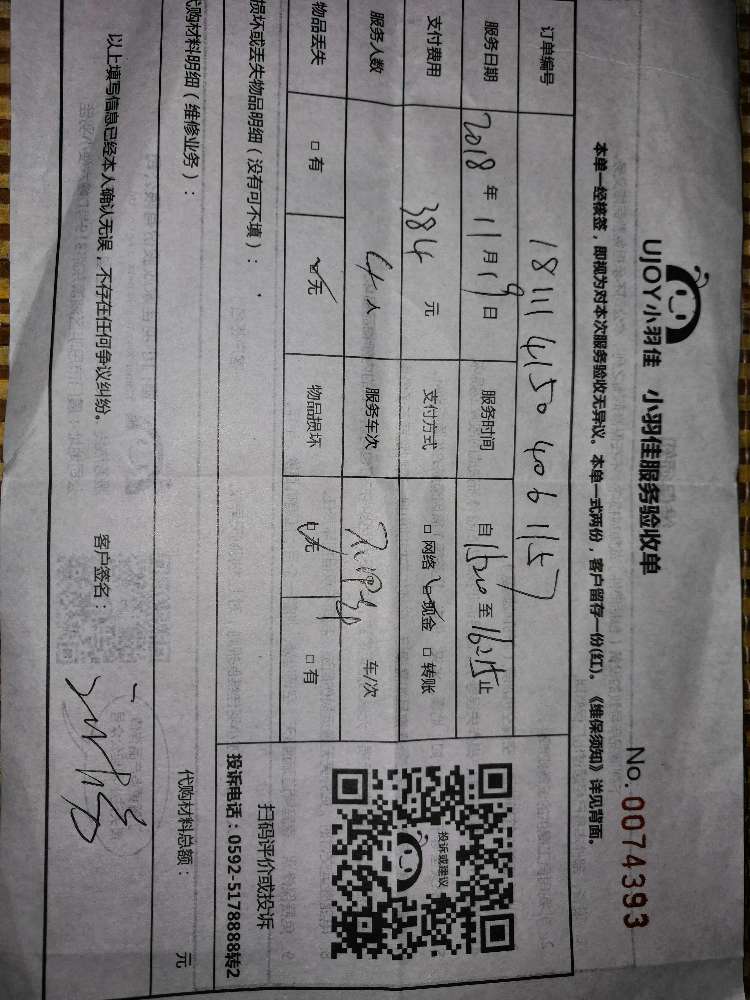 UJOY小羽佳 小羽佳服务验收单
No. 0074393
本单一经核签，即视为对本次服务验收无异议。本单一式两份，客户留存一份(红)。《维保须知》详见背面。
订单编号 181114150406157
服务日期 2018 年 11 月 19 日 服务时间 自 15:20 至 16:25 止
支付费用 384 元 支付方式 □ 网络 ☑ 现金 □ 转账
服务人数 4 人 服务车次 车/次
物品丢失 □ 有 ☑ 无 物品损坏 ☑ 无 □ 有
损坏或丢失物品明细（没有可不填）：
投诉或建议
扫码评价或投诉
投诉电话：0592-5178888转2
代购材料明细（维修业务）： 代购材料总额： 元
以上填写信息已经本人确认无误，不存在任何争议纠纷。 客户签名：